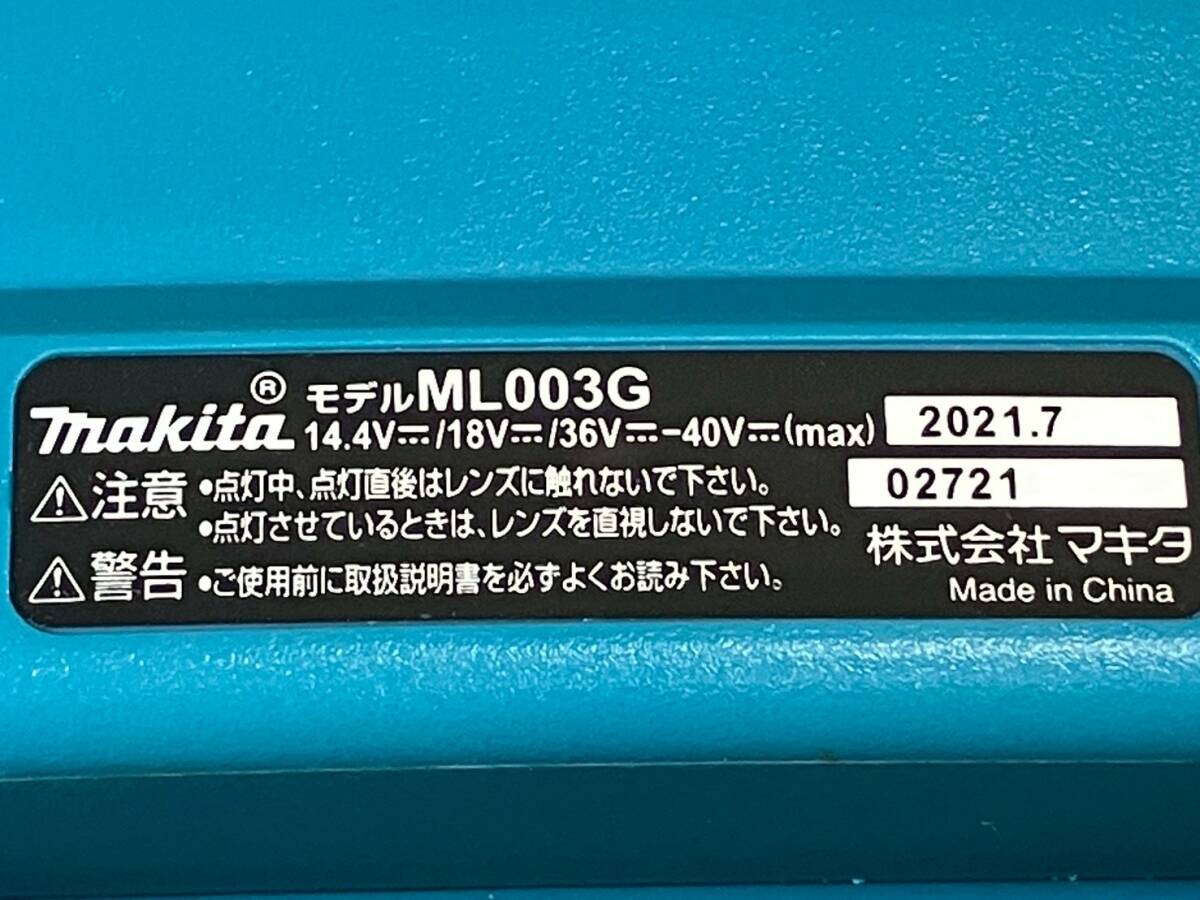 makita® モデルML003G
14.4V⎓/18V⎓/36V⎓-40V⎓(max) 2021.7
02721
⚠注意 •点灯中、点灯直後はレンズに触れないで下さい。
•点灯させているときは、レンズを直視しないで下さい。
⚠警告 •ご使用前に取扱説明書を必ずよくお読み下さい。
株式会社マキタ
Made in China